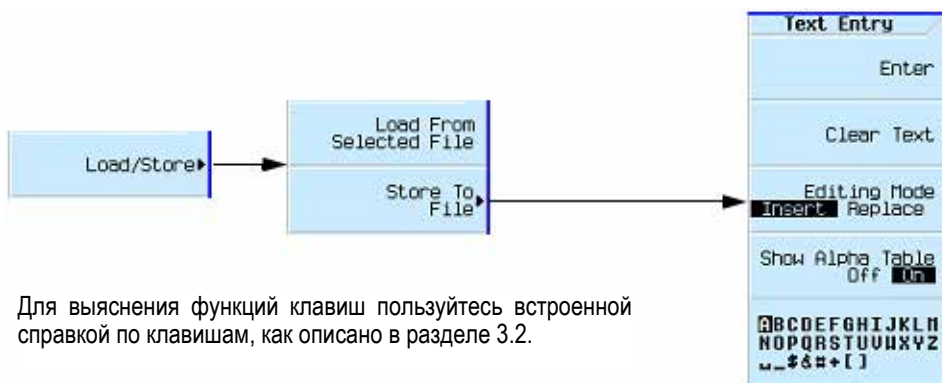 Text Entry
Enter
Clear Text
Editing Mode
Insert Replace
Show Alpha Table
Off On
ABCDEFGHIJKLM
NOPQRSTUVWXYZ
␣_$&#+[]
Load From
Selected File
Store To
File
Load/Store
Для выяснения функций клавиш пользуйтесь встроенной
справкой по клавишам, как описано в разделе 3.2.